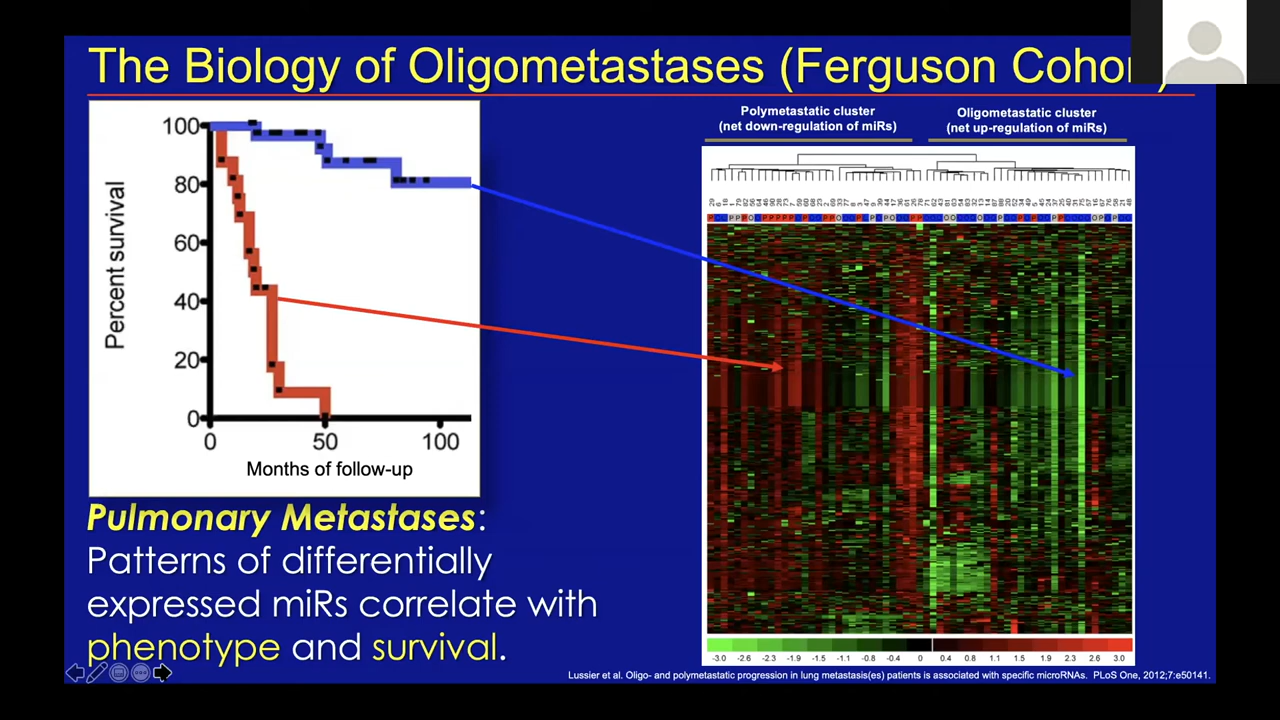 The Biology of Oligometastases (Ferguson Cohor
Polymetastatic cluster
(net down-regulation of miRs)
Oligometastatic cluster
(net up-regulation of miRs)
Percent survival
100
80
60
40
20
0
0 50 100
Months of follow-up
Pulmonary Metastases:
Patterns of differentially
expressed miRs correlate with
phenotype and survival.
-3.0 -2.6 -2.3 -1.9 -1.5 -1.1 -0.8 -0.4 0 0.4 0.8 1.1 1.5 1.9 2.3 2.6 3.0
Lussier et al. Oligo- and polymetastatic progression in lung metastasis(es) patients is associated with specific microRNAs. PLoS One, 2012;7:e50141.